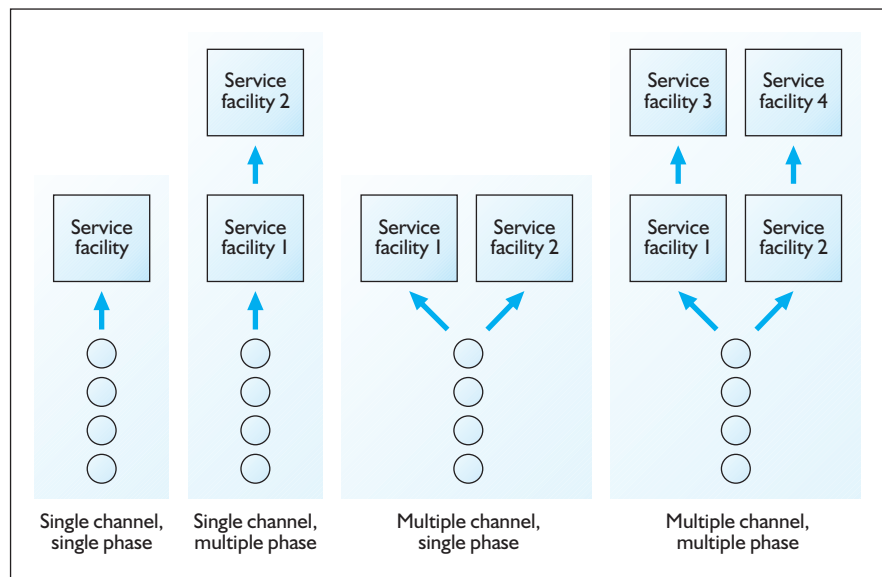 Service
facility
Single channel,
single phase
Service
facility 2
Service
facility 1
Single channel,
multiple phase
Service
facility 1
Service
facility 2
Multiple channel,
single phase
Service
facility 3
Service
facility 4
Service
facility 1
Service
facility 2
Multiple channel,
multiple phase